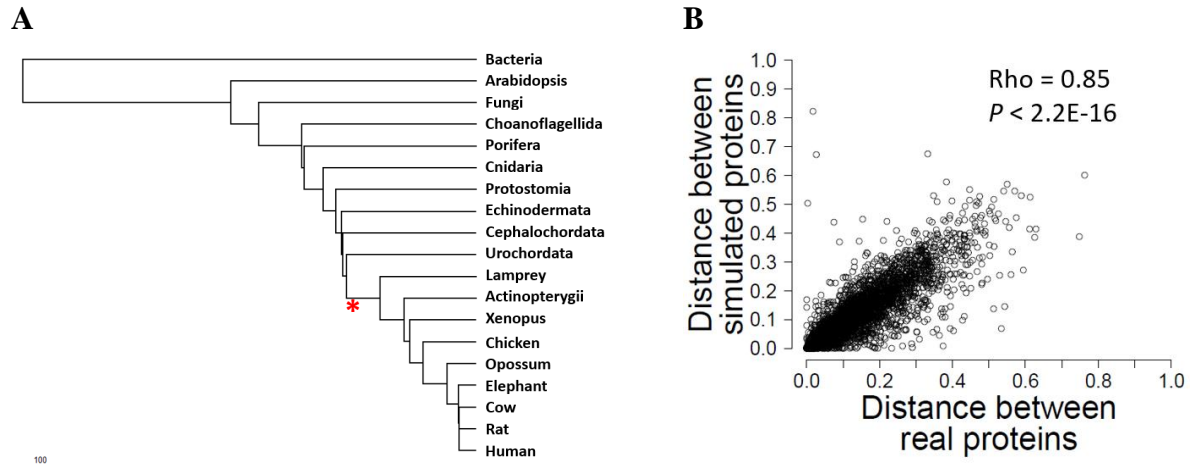 A
Bacteria
Arabidopsis
Fungi
Choanoflagellida
Porifera
Cnidaria
Protostomia
Echinodermata
Cephalochordata
Urochordata
Lamprey
Actinopterygii
*
Xenopus
Chicken
Opossum
Elephant
Cow
Rat
Human
100
B
Distance between
simulated proteins
1.0
0.9
0.8
0.7
0.6
0.5
0.4
0.3
0.2
0.1
0.0
Rho = 0.85
P < 2.2E-16
0.0 0.2 0.4 0.6 0.8 1.0
Distance between
real proteins